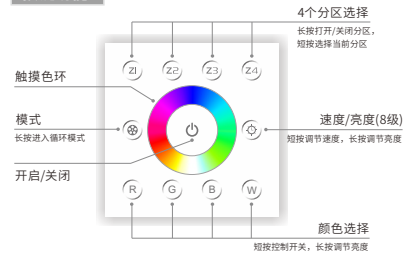 4个分区选择
长按打开/关闭分区，
短按选择当前分区
Z1 Z2 Z3 Z4
触摸色环
模式
长按进入循环模式
速度/亮度(8级)
短按调节速度，长按调节亮度
开启/关闭
R G B W
颜色选择
短按控制开关，长按调节亮度